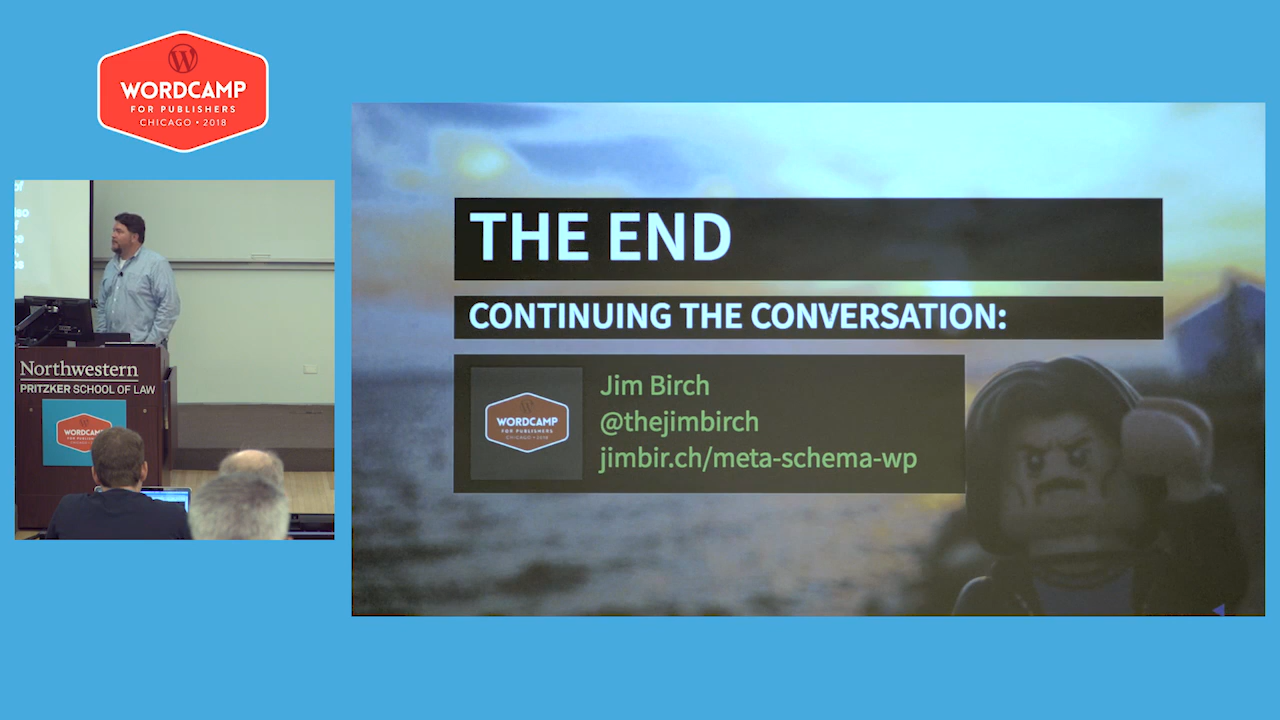 WORDCAMP
FOR PUBLISHERS
CHICAGO • 2018
Northwestern
PRITZKER SCHOOL OF LAW
WORDCAMP
THE END
CONTINUING THE CONVERSATION:
WORDCAMP
FOR PUBLISHERS
CHICAGO • 2018
Jim Birch
@thejimbirch
jimbir.ch/meta-schema-wp